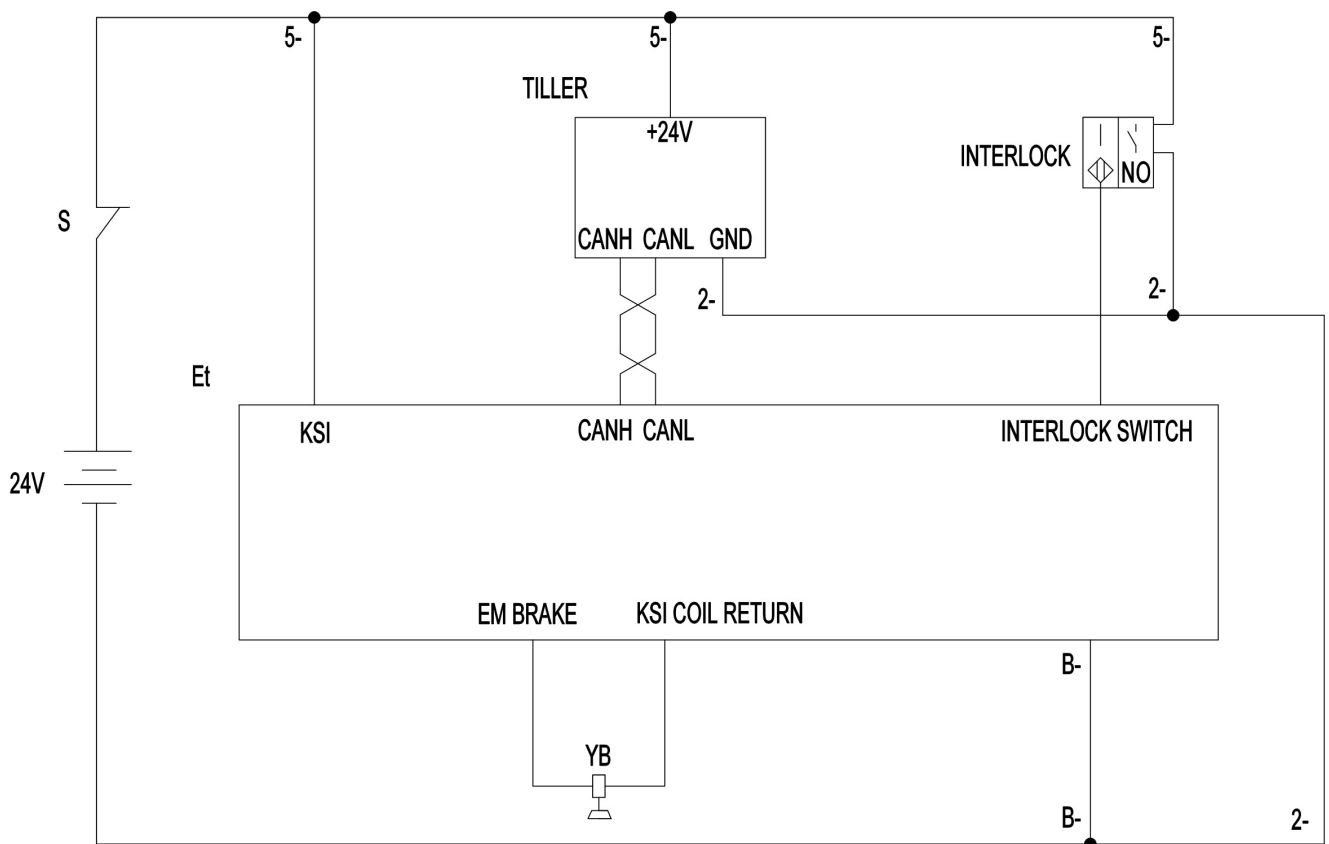 5- 5- 5-
TILLER
+24V
INTERLOCK
NO
S
CANH CANL GND
2- 2-
Et
KSI CANH CANL INTERLOCK SWITCH
24V
EM BRAKE KSI COIL RETURN
B-
YB
B- 2-